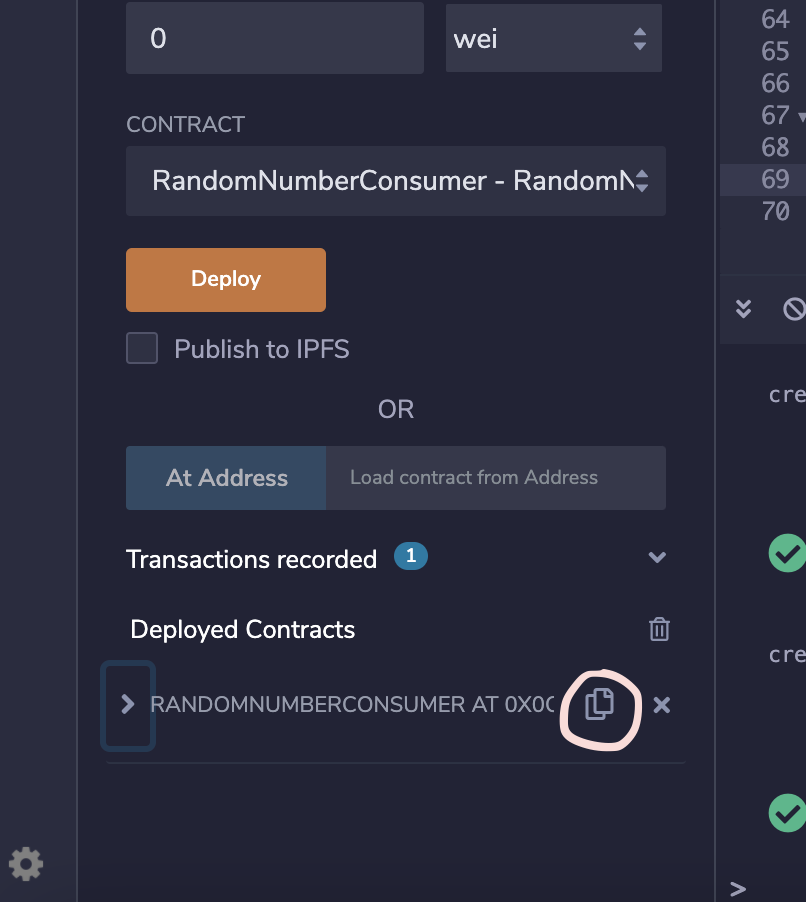 0
wei
CONTRACT
RandomNumberConsumer - RandomN
Deploy
Publish to IPFS
OR
At Address
Load contract from Address
Transactions recorded 1
Deployed Contracts
RANDOMNUMBERCONSUMER AT 0X0
64
65
66
67
68
69
70
cre
cre
>